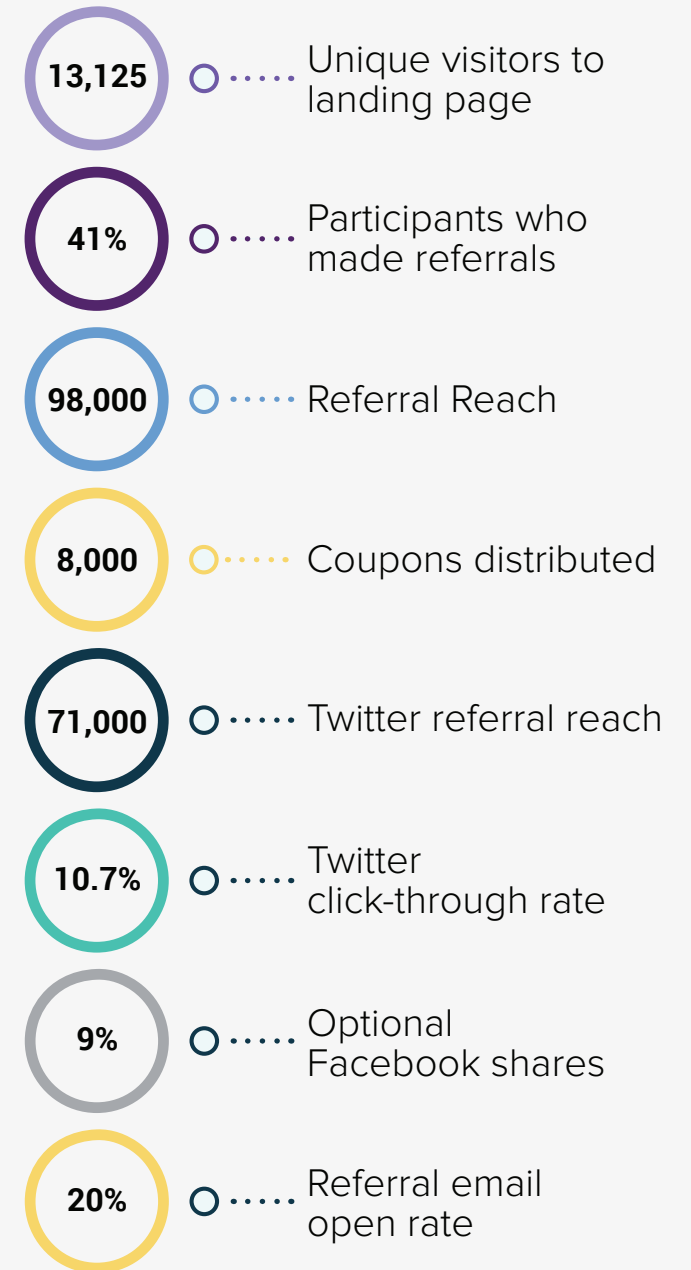 13,125
Unique visitors to
landing page
41%
Participants who
made referrals
98,000
Referral Reach
8,000
Coupons distributed
71,000
Twitter referral reach
10.7%
Twitter
click-through rate
9%
Optional
Facebook shares
20%
Referral email
open rate